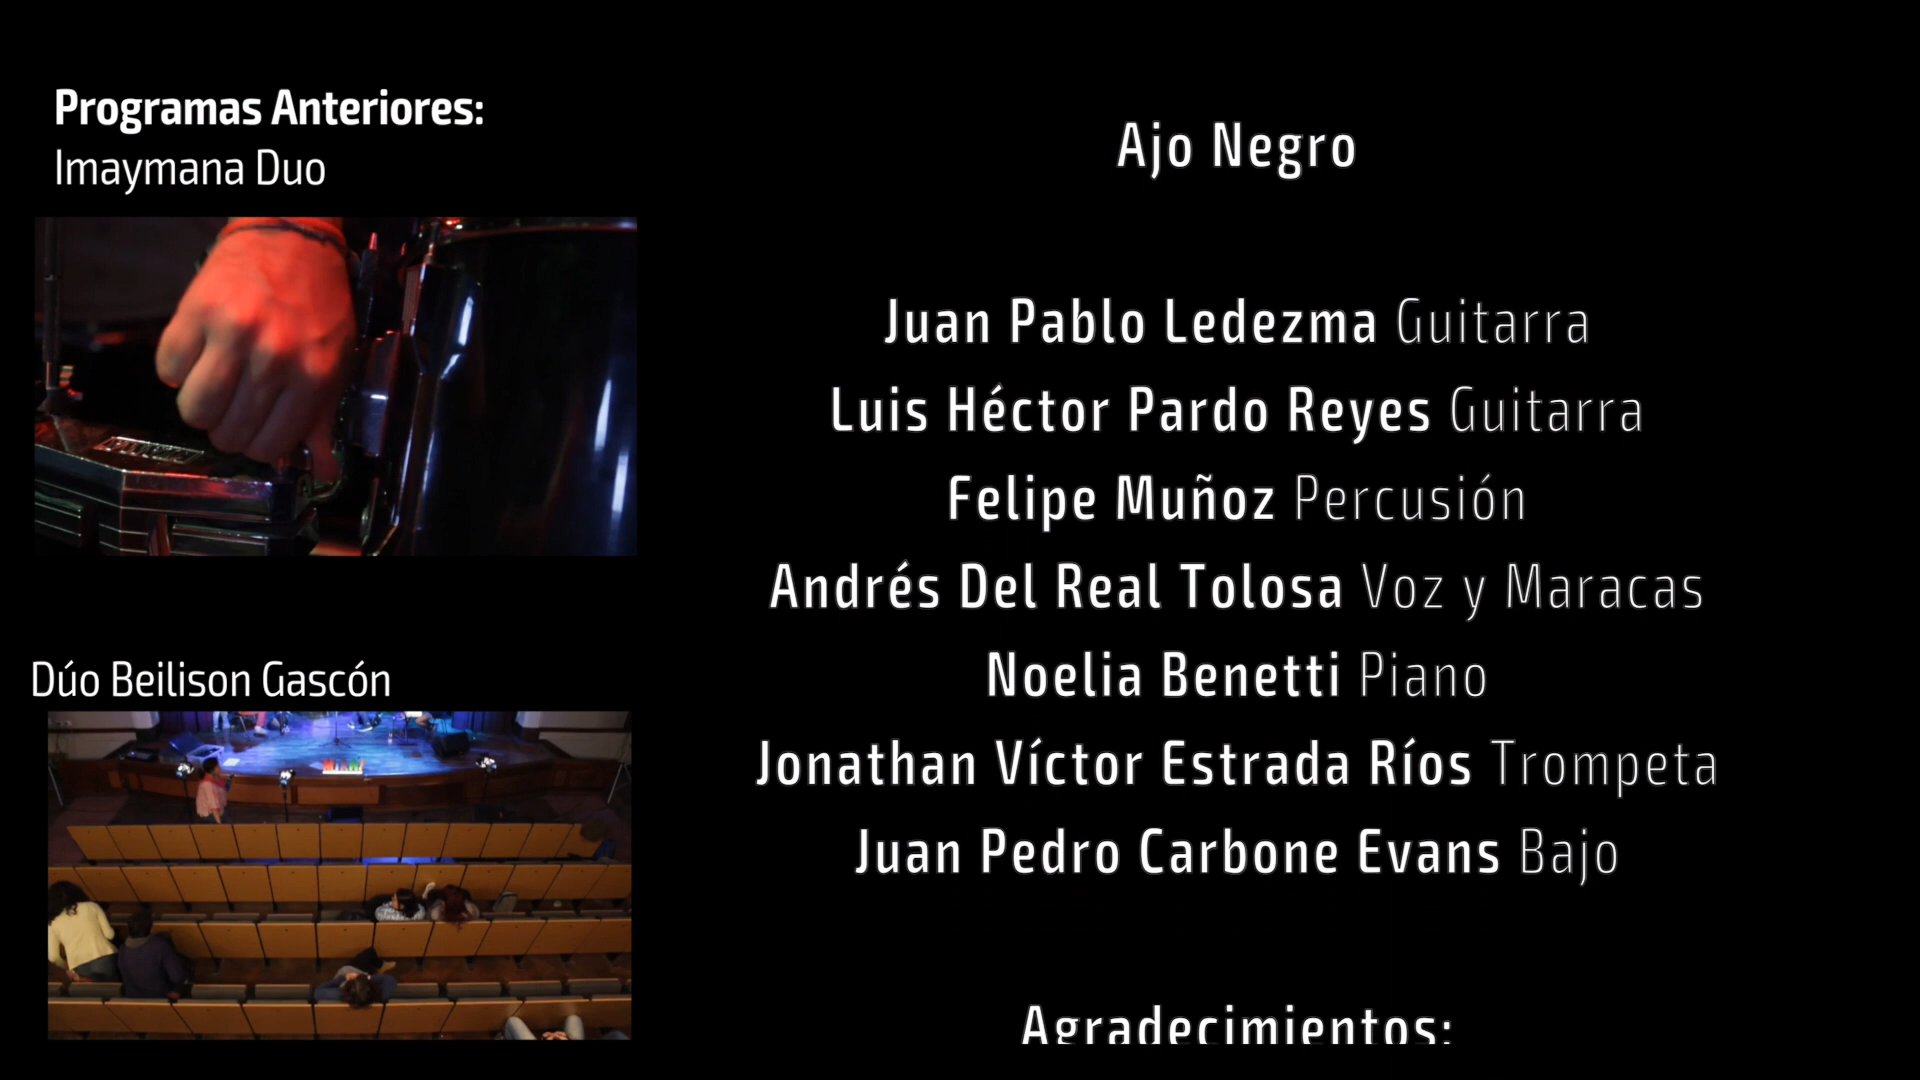 Programas Anteriores:
Imaymana Duo
Dúo Beilison Gascón
Ajo Negro
Juan Pablo Ledezma Guitarra
Luis Héctor Pardo Reyes Guitarra
Felipe Muñoz Percusión
Andrés Del Real Tolosa Voz y Maracas
Noelia Benetti Piano
Jonathan Víctor Estrada Ríos Trompeta
Juan Pedro Carbone Evans Bajo
Agradecimientos: